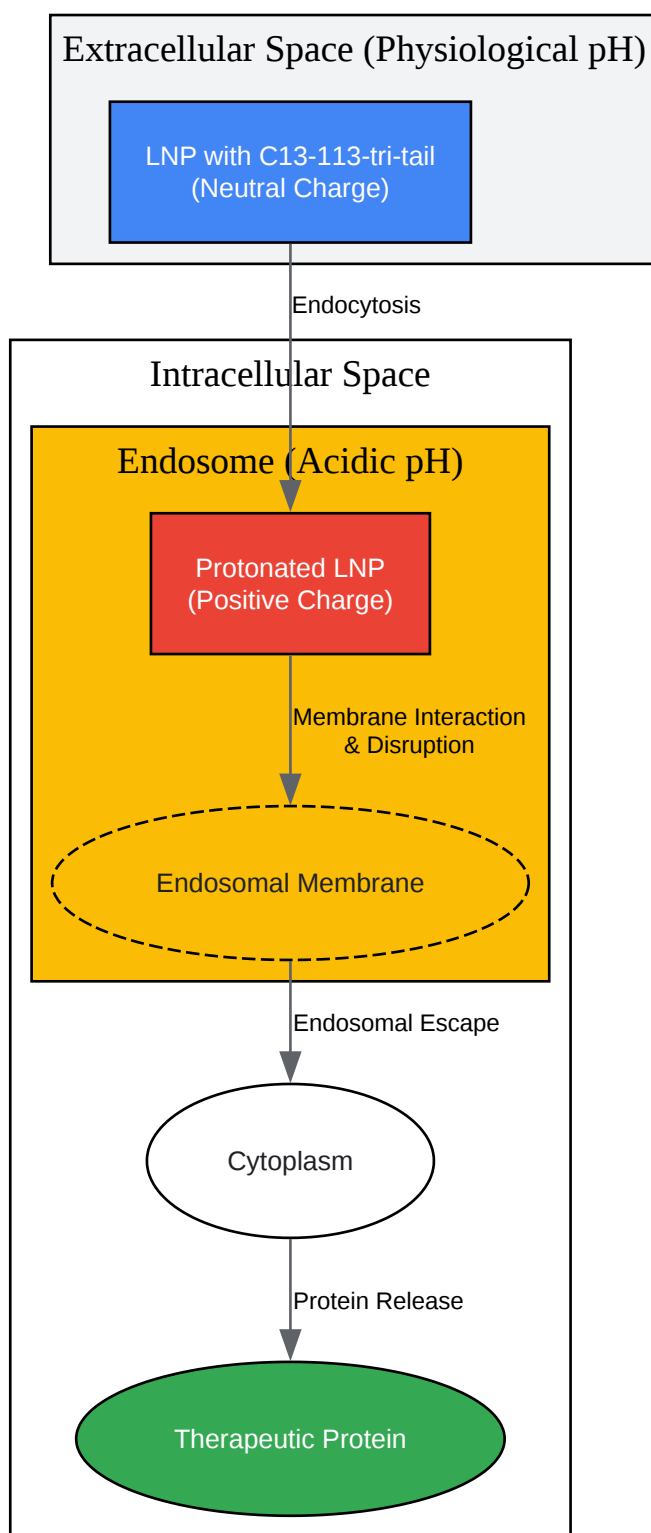 Extracellular Space (Physiological pH)
LNP with C13-113-tri-tail
(Neutral Charge)
Endocytosis
Intracellular Space
Endosome (Acidic pH)
Protonated LNP
(Positive Charge)
Membrane Interaction
& Disruption
Endosomal Membrane
Endosomal Escape
Cytoplasm
Protein Release
Therapeutic Protein